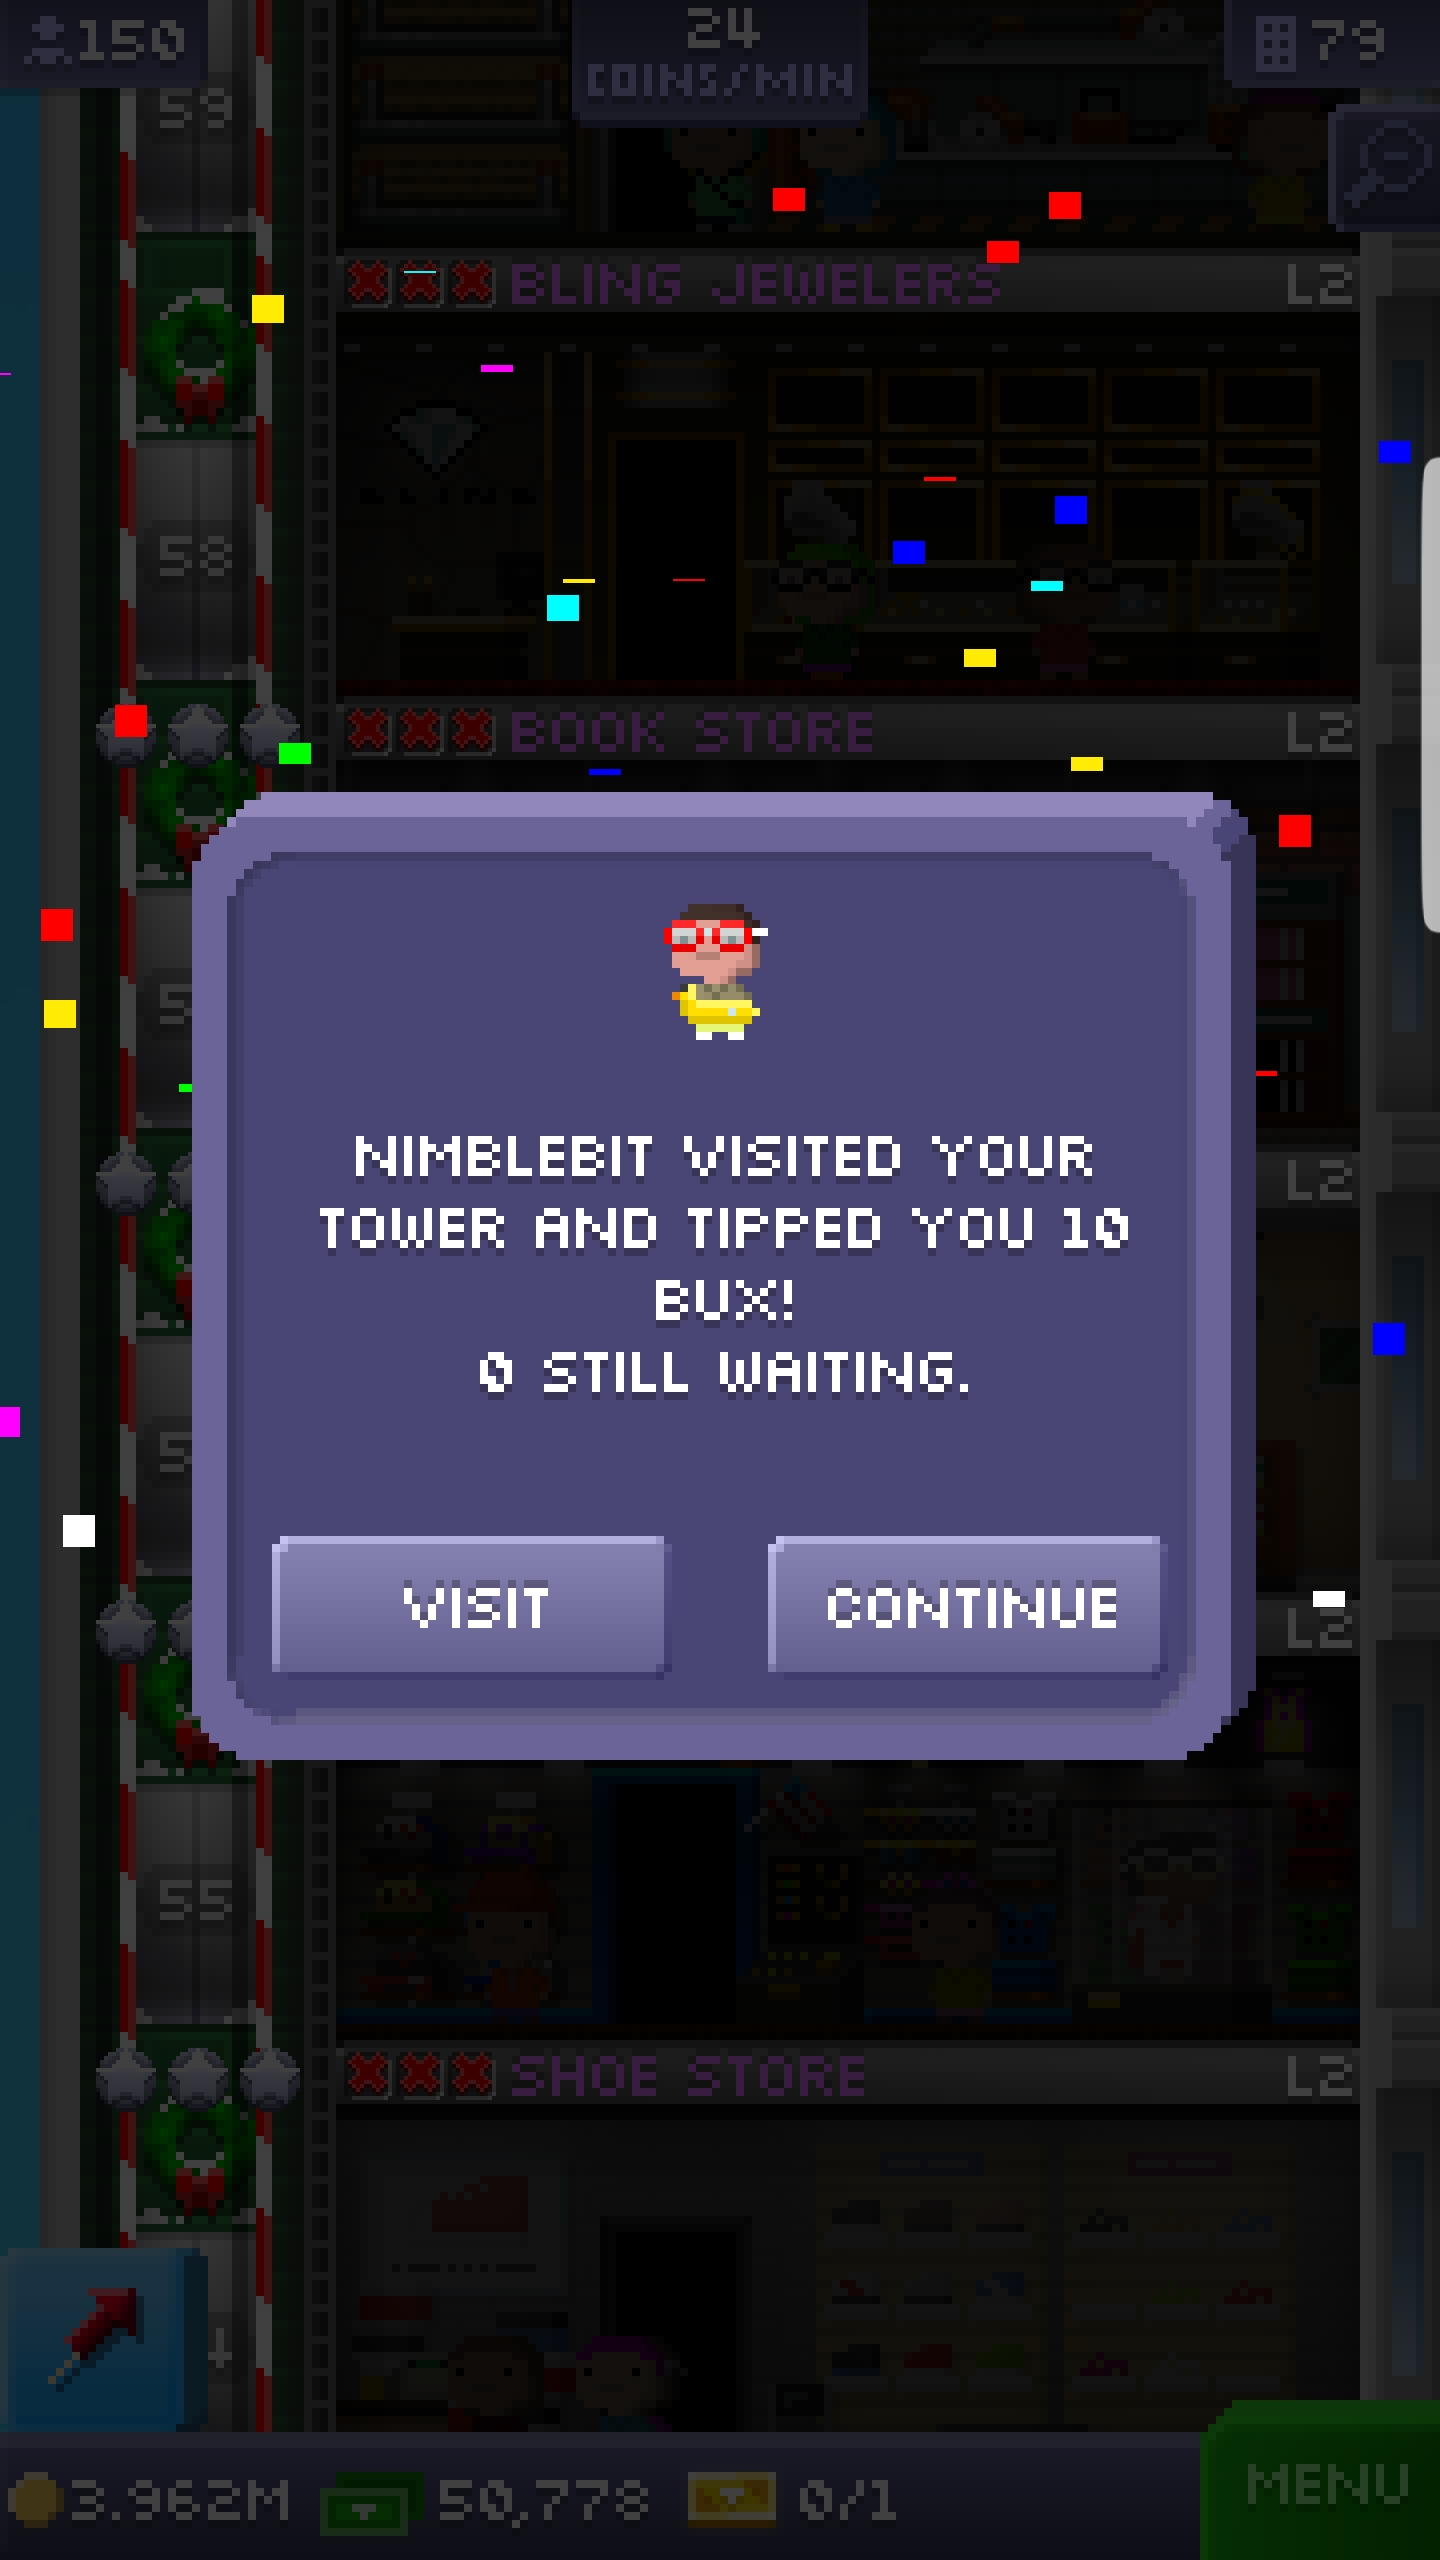 150
24
COINS/MIN
79
59
BLING JEWELERS L2
58
BOOK STORE L2
L2
NIMBLEBIT VISITED YOUR
TOWER AND TIPPED YOU 10
BUX!
0 STILL WAITING.
VISIT
CONTINUE
L2
55
SHOE STORE L2
3.962M
50,778
0/1
MENU